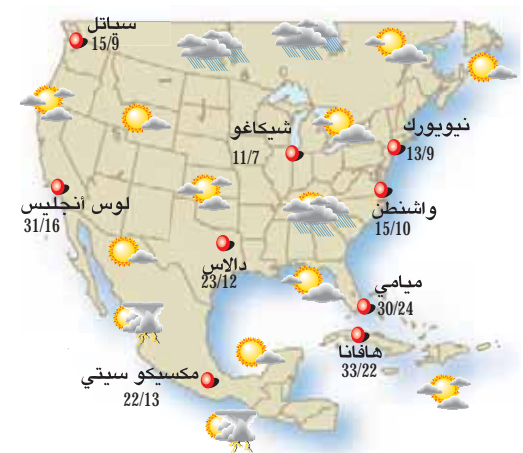 سياتل
15/9
شيكاغو
11/7
نيويورك
13/9
لوس أنجليس
31/16
واشنطن
15/10
دالاس
23/12
ميامي
30/24
هافانا
33/22
مكسيكو سيتي
22/13